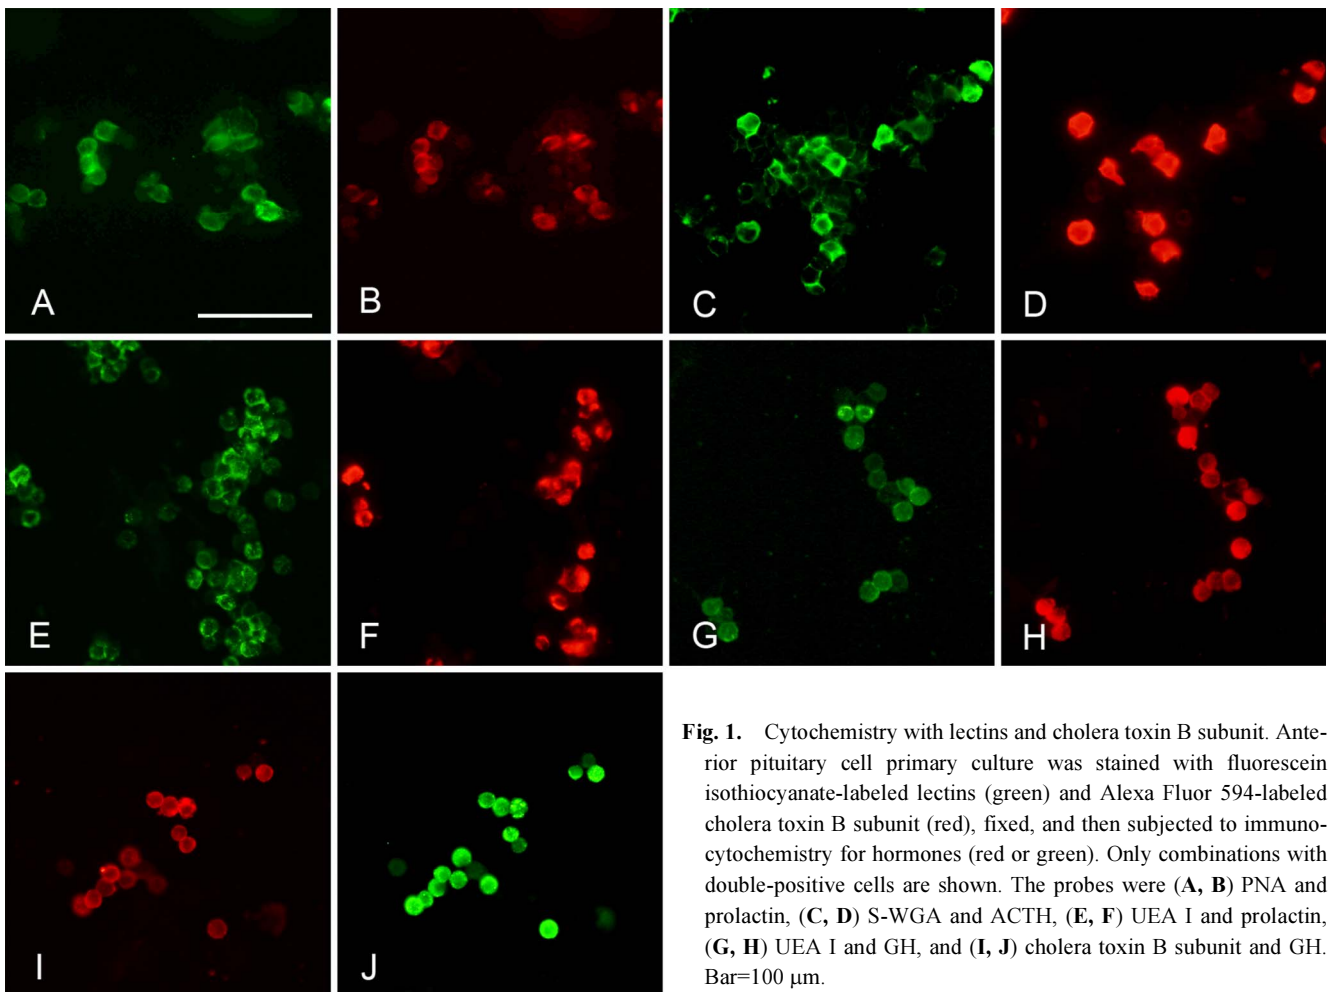 A
B
C
D
E
F
G
H
I
J
Fig. 1. Cytochemistry with lectins and cholera toxin B subunit. Ante-
rior pituitary cell primary culture was stained with fluorescein
isothiocyanate-labeled lectins (green) and Alexa Fluor 594-labeled
cholera toxin B subunit (red), fixed, and then subjected to immuno-
cytochemistry for hormones (red or green). Only combinations with
double-positive cells are shown. The probes were (A, B) PNA and
prolactin, (C, D) S-WGA and ACTH, (E, F) UEA I and prolactin,
(G, H) UEA I and GH, and (I, J) cholera toxin B subunit and GH.
Bar=100 μm.